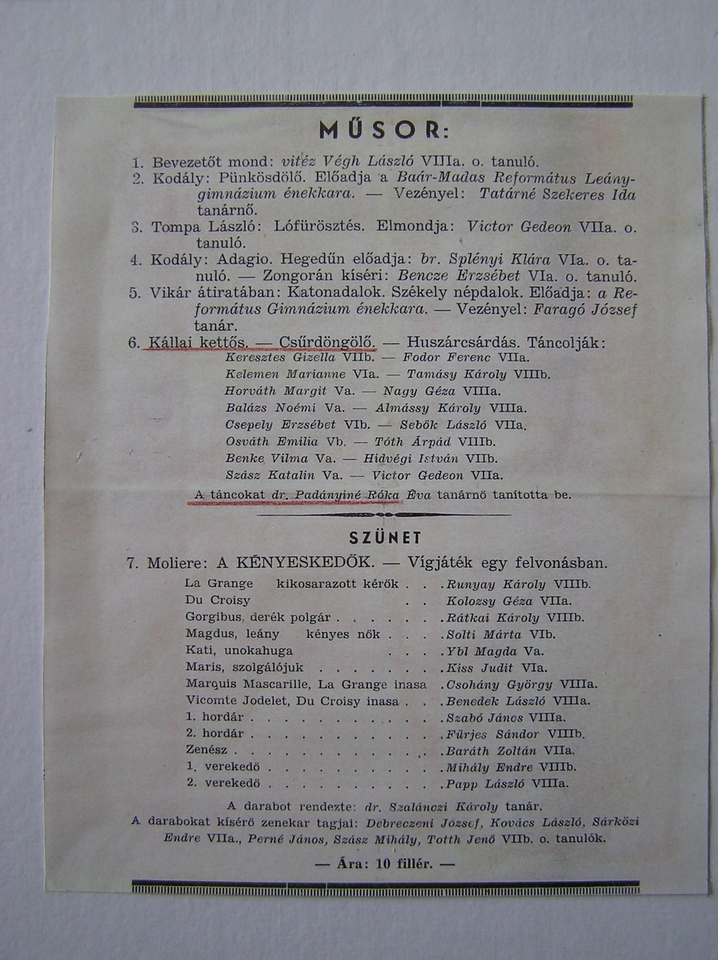 MŰSOR:
1. Bevezetőt mond: vitéz Végh László VIIIa. o. tanuló.
2. Kodály: Pünkösdölő. Előadja a Baár-Madas Református Leány-
gimnázium énekkara. — Vezényel: Tatárné Szekeres Ida
tanárnő.
3. Tompa László: Lófürösztés. Elmondja: Victor Gedeon VIIa. o.
tanuló.
4. Kodály: Adagio. Hegedűn előadja: br. Splényi Klára VIa. o. ta-
nuló. — Zongorán kíséri: Bencze Erzsébet VIa. o. tanuló.
5. Vikár átiratában: Katonadalok. Székely népdalok. Előadja: a Re-
formátus Gimnázium énekkara. — Vezényel: Faragó József
tanár.
6. Kállai kettős. — Csűrdöngölő. — Huszárcsárdás. Táncolják:
Keresztes Gizella VIIb. — Fodor Ferenc VIIa.
Kelemen Marianne VIa. — Tamásy Károly VIIIb.
Horváth Margit Va. — Nagy Géza VIIIa.
Balázs Noémi Va. — Almássy Károly VIIIa.
Csepely Erzsébet VIb. — Sebők László VIIa.
Osváth Emilia Vb. — Tóth Árpád VIIIb.
Benke Vilma Va. — Hidvégi István VIIb.
Szász Katalin Va. — Victor Gedeon VIIa.
A táncokat dr. Padányiné Róka Éva tanárnő tanította be.
SZÜNET
7. Moliere: A KÉNYESKEDŐK. — Vígjáték egy felvonásban.
La Grange kikosarazott kérők . . . Runyay Károly VIIIb.
Du Croisy . . Kolozsy Géza VIIa.
Gorgibus, derék polgár . . . . . . . Rátkai Károly VIIIb.
Magdus, leány kényes nők . . . . Solti Márta VIb.
Kati, unokahuga . . . . Ybl Magda Va.
Maris, szolgálójuk . . . . . . . . Kiss Judit VIa.
Marquis Mascarille, La Grange inasa . Csohány György VIIIa.
Vicomte Jodelet, Du Croisy inasa . . . Benedek László VIIIa.
1. hordár . . . . . . . . . . . . Szabó János VIIIa.
2. hordár . . . . . . . . . . . . Fürjes Sándor VIIIb.
Zenész . . . . . . . . . . . . . Baráth Zoltán VIIa.
1. verekedő . . . . . . . . . . . Mihály Endre VIIIb.
2. verekedő . . . . . . . . . . . Papp László VIIIa.
A darabot rendezte: dr. Szalánczi Károly tanár.
A darabokat kísérő zenekar tagjai: Debreczeni József, Kovács László, Sárközi
Endre VIIa., Perné János, Szász Mihály, Totth Jenő VIIb. o. tanulók.
— Ára: 10 fillér. —